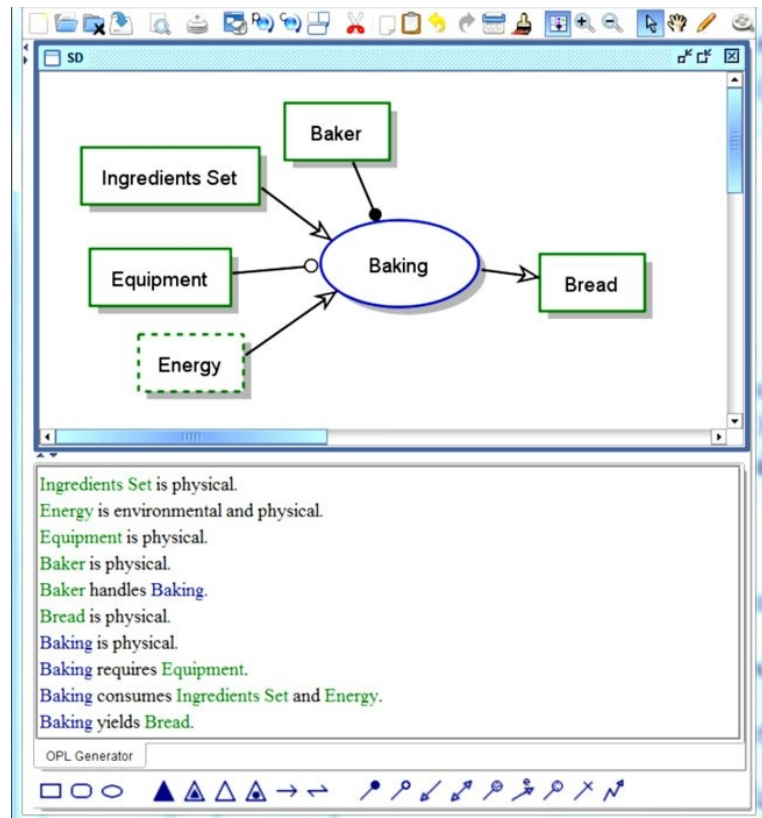 SD
Baker
Ingredients Set
Baking
Equipment
Bread
Energy
Ingredients Set is physical.
Energy is environmental and physical.
Equipment is physical.
Baker is physical.
Baker handles Baking.
Bread is physical.
Baking is physical.
Baking requires Equipment.
Baking consumes Ingredients Set and Energy.
Baking yields Bread.
OPL Generator